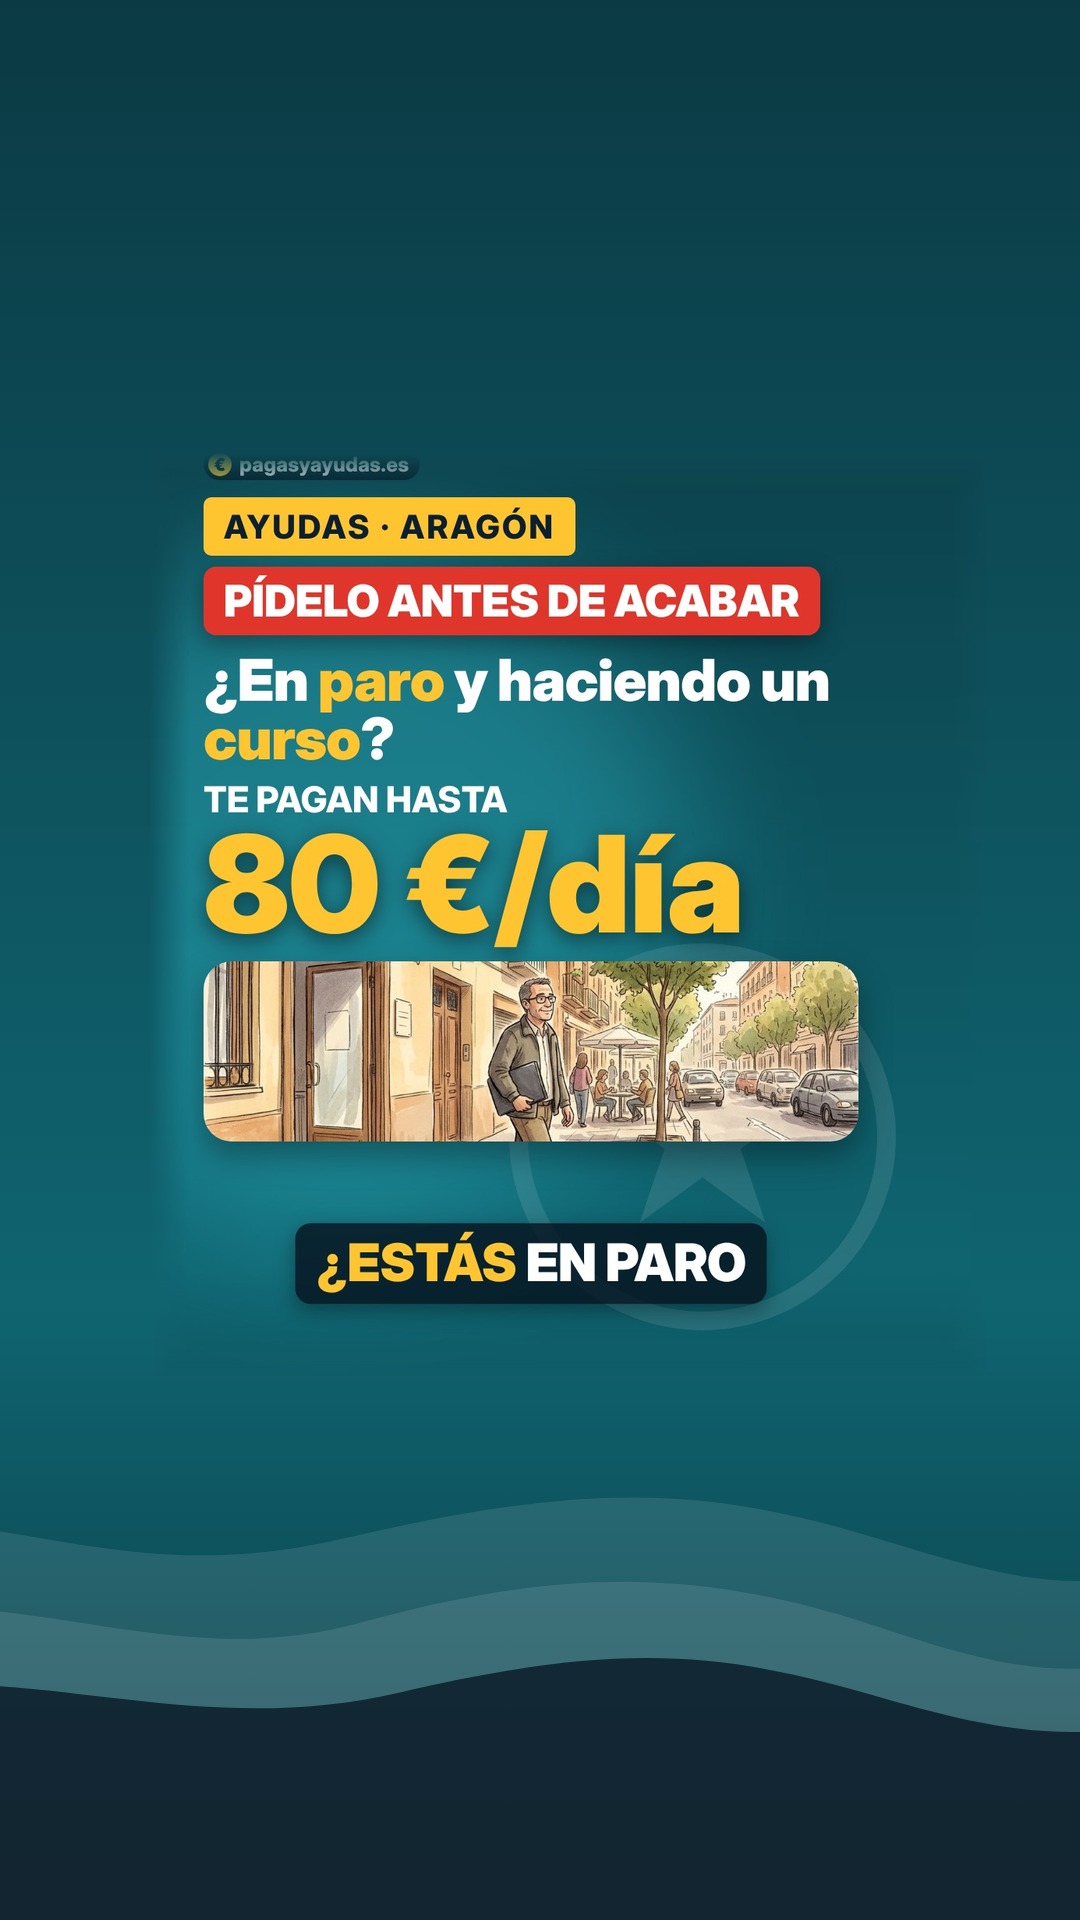 € pagasyayudas.es
AYUDAS · ARAGÓN
PÍDELO ANTES DE ACABAR
¿En paro y haciendo un
curso?
TE PAGAN HASTA
80 €/día
¿ESTÁS EN PARO